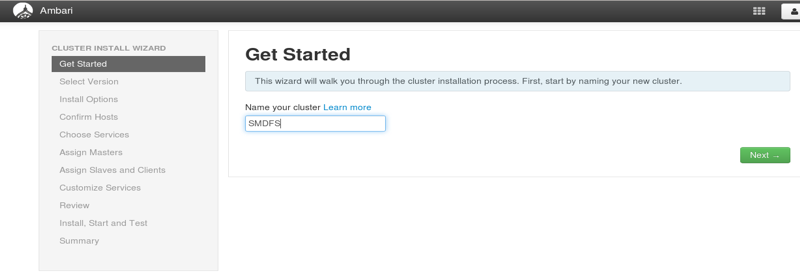 Ambari
CLUSTER INSTALL WIZARD
Get Started
Select Version
Install Options
Confirm Hosts
Choose Services
Assign Masters
Assign Slaves and Clients
Customize Services
Review
Install, Start and Test
Summary
Get Started
This wizard will walk you through the cluster installation process. First, start by naming your new cluster.
Name your cluster Learn more
SMDFS
Next →